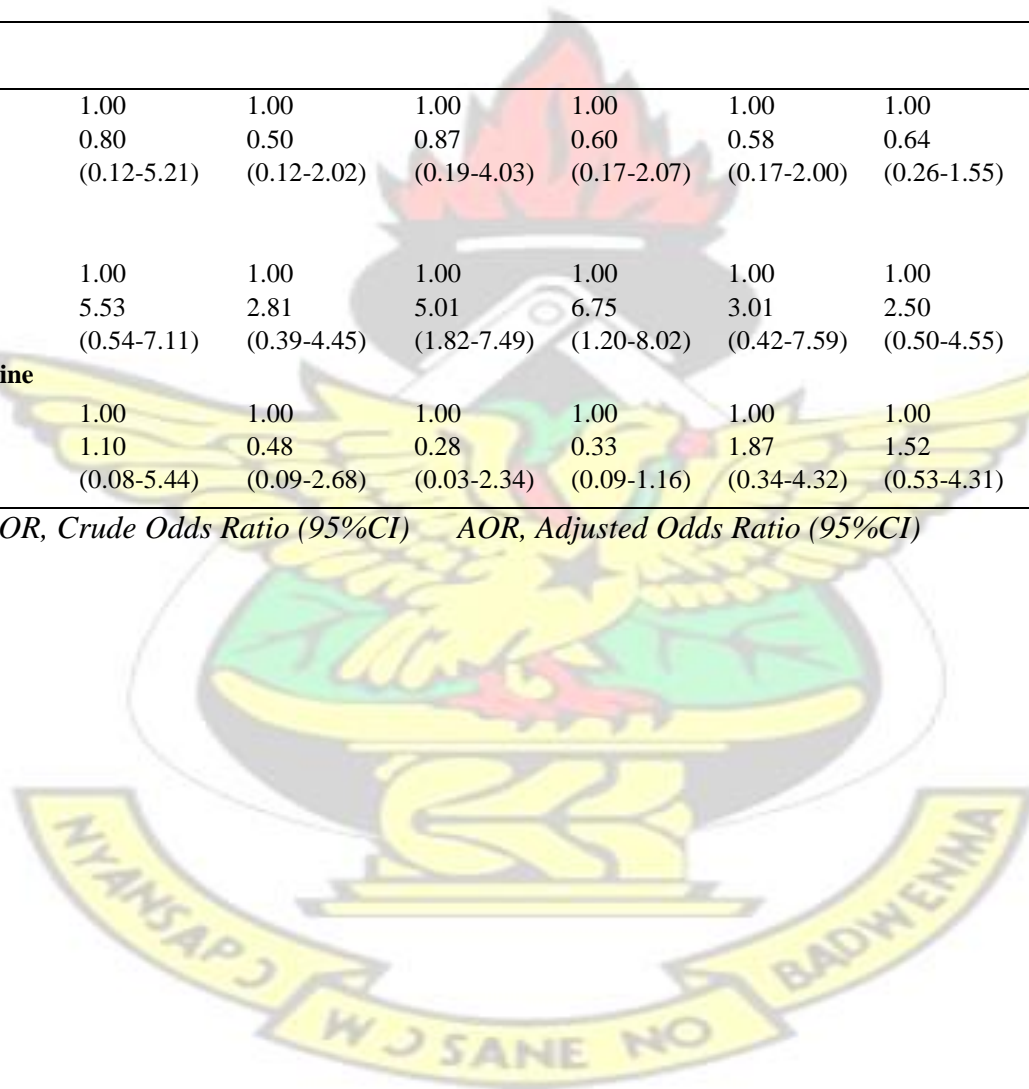 1.00 1.00 1.00 1.00 1.00 1.00
0.80 0.50 0.87 0.60 0.58 0.64
(0.12-5.21) (0.12-2.02) (0.19-4.03) (0.17-2.07) (0.17-2.00) (0.26-1.55)
1.00 1.00 1.00 1.00 1.00 1.00
5.53 2.81 5.01 6.75 3.01 2.50
(0.54-7.11) (0.39-4.45) (1.82-7.49) (1.20-8.02) (0.42-7.59) (0.50-4.55)
ine
1.00 1.00 1.00 1.00 1.00 1.00
1.10 0.48 0.28 0.33 1.87 1.52
(0.08-5.44) (0.09-2.68) (0.03-2.34) (0.09-1.16) (0.34-4.32) (0.53-4.31)
OR, Crude Odds Ratio (95%CI) AOR, Adjusted Odds Ratio (95%CI)
NYANSAPƆ WƆ SANE NO BADWENMA